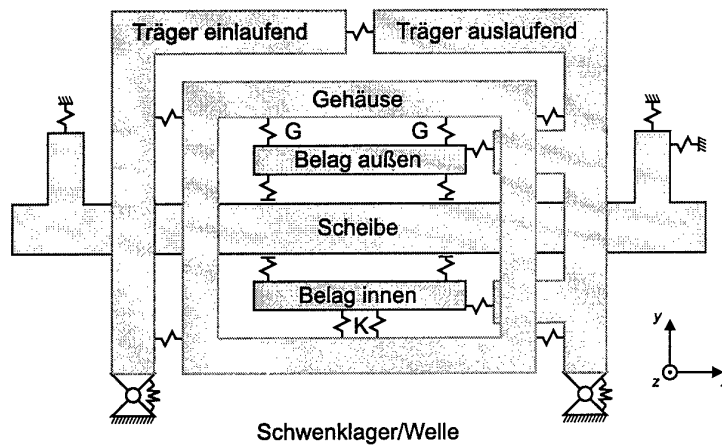 Träger einlaufend Träger auslaufend
Gehäuse
G G
Belag außen
Scheibe
Belag innen
K
y
z
Schwenklager/Welle